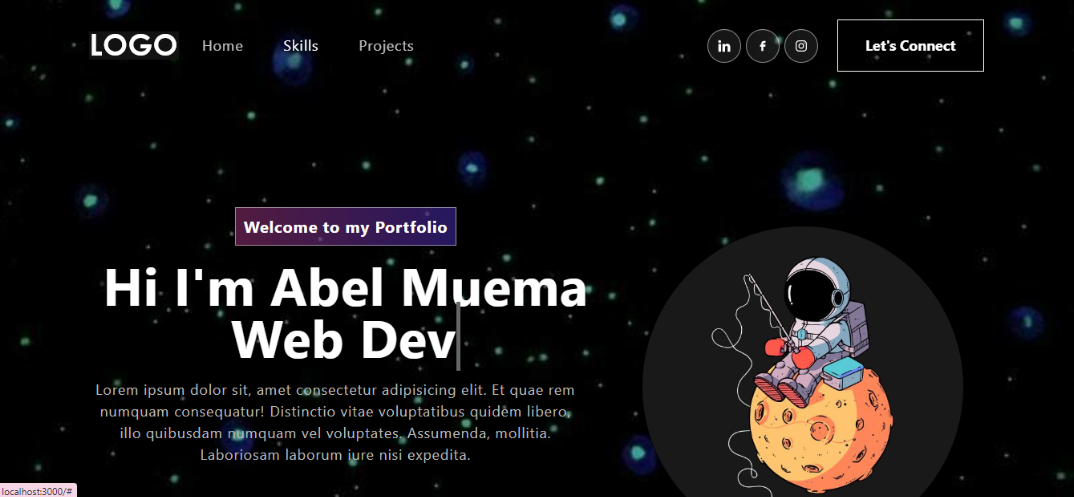 LOGO Home Skills Projects in f Let's Connect
Welcome to my Portfolio
Hi I'm Abel Muema
Web Dev
Lorem ipsum dolor sit, amet consectetur adipisicing elit. Et quae rem
numquam consequatur! Distinctio vitae voluptatibus quidem libero,
illo quibusdam numquam vel voluptates. Assumenda, mollitia.
Laboriosam laborum iure nisi expedita.
localhost:3000/#